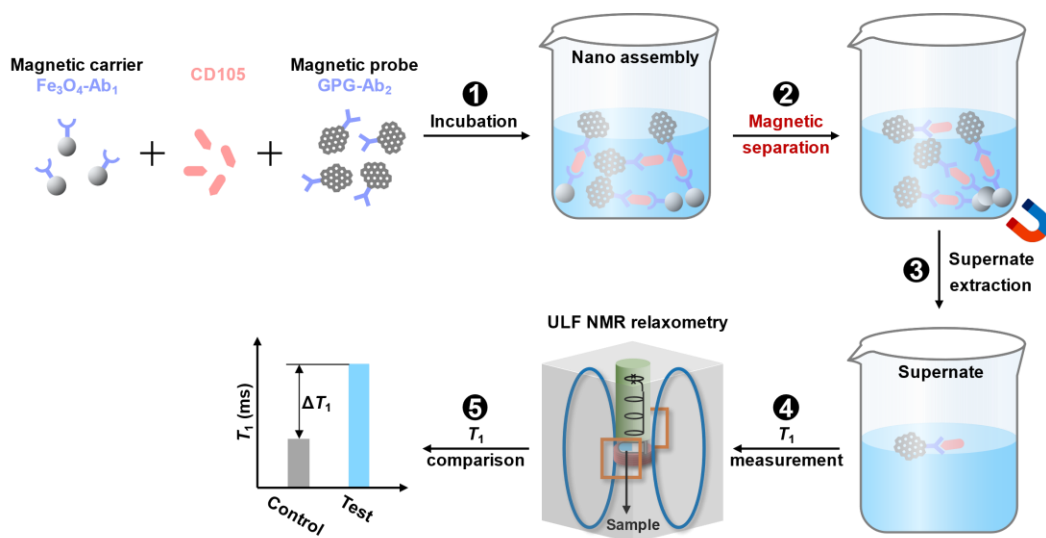 Magnetic carrier
Fe₃O₄-Ab₁
CD105
Magnetic probe
GPG-Ab₂
1
Incubation
Nano assembly
2
Magnetic
separation
3
Supernate
extraction
Supernate
4
T₁
measurement
ULF NMR relaxometry
Sample
5
T₁
comparison
T₁ (ms)
ΔT₁
Control
Test